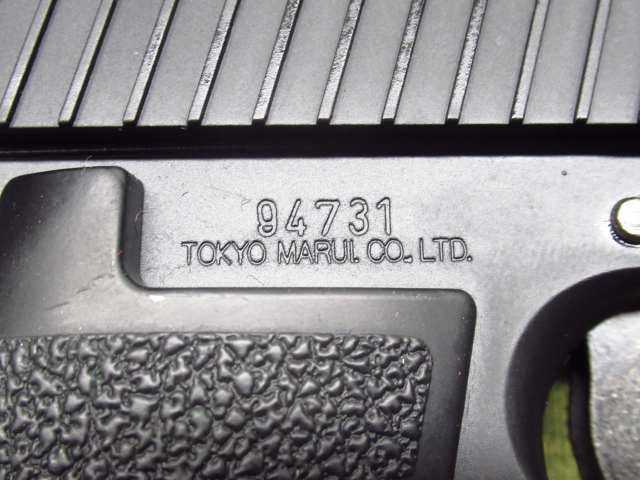 94731
TOKYO MARUI. CO., LTD.